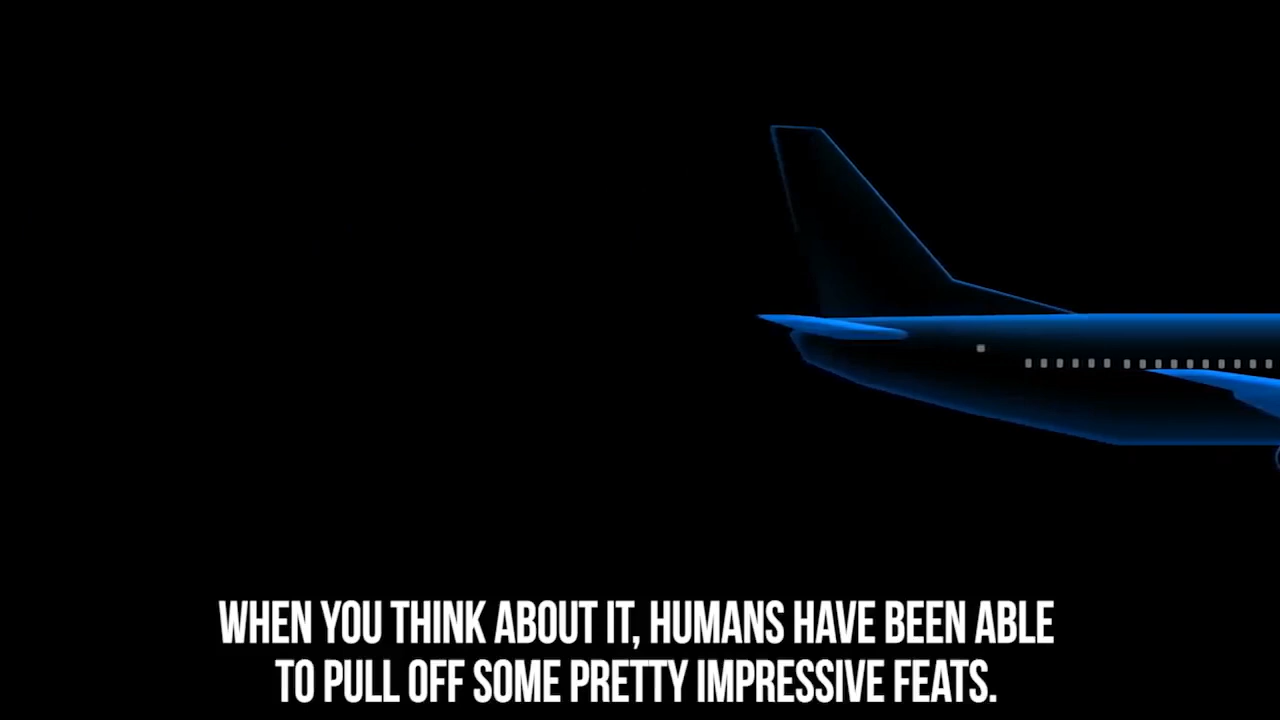 WHEN YOU THINK ABOUT IT, HUMANS HAVE BEEN ABLE
TO PULL OFF SOME PRETTY IMPRESSIVE FEATS.